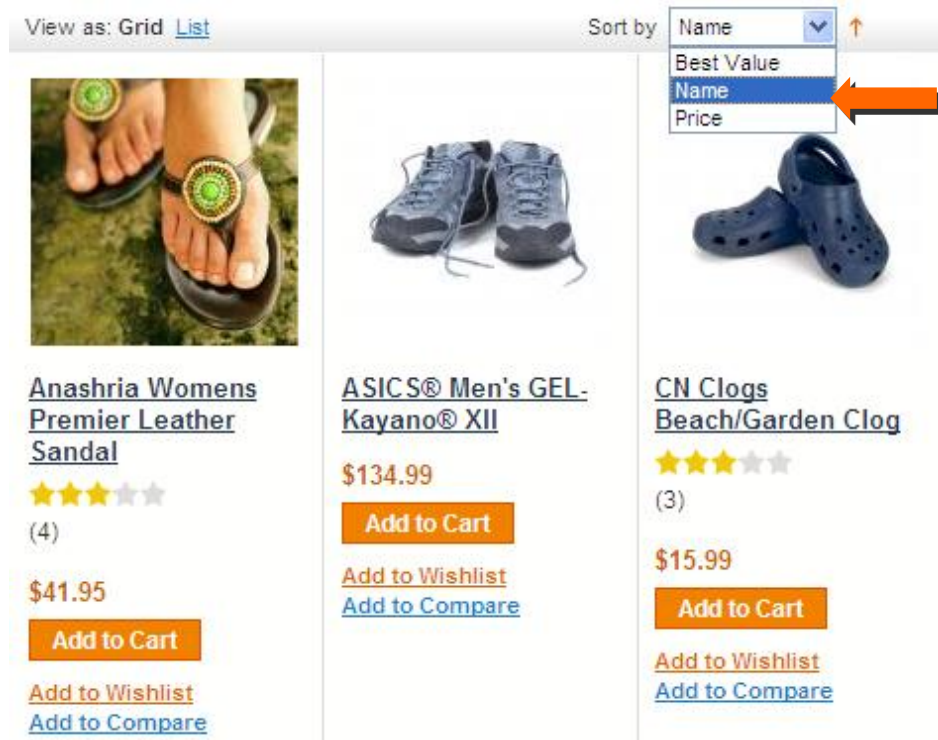 View as: Grid List
Sort by Name
Best Value
Name
Price
Anashria Womens
Premier Leather
Sandal
(4)
$41.95
Add to Cart
Add to Wishlist
Add to Compare
ASICS® Men's GEL-
Kayano® XII
$134.99
Add to Cart
Add to Wishlist
Add to Compare
CN Clogs
Beach/Garden Clog
(3)
$15.99
Add to Cart
Add to Wishlist
Add to Compare